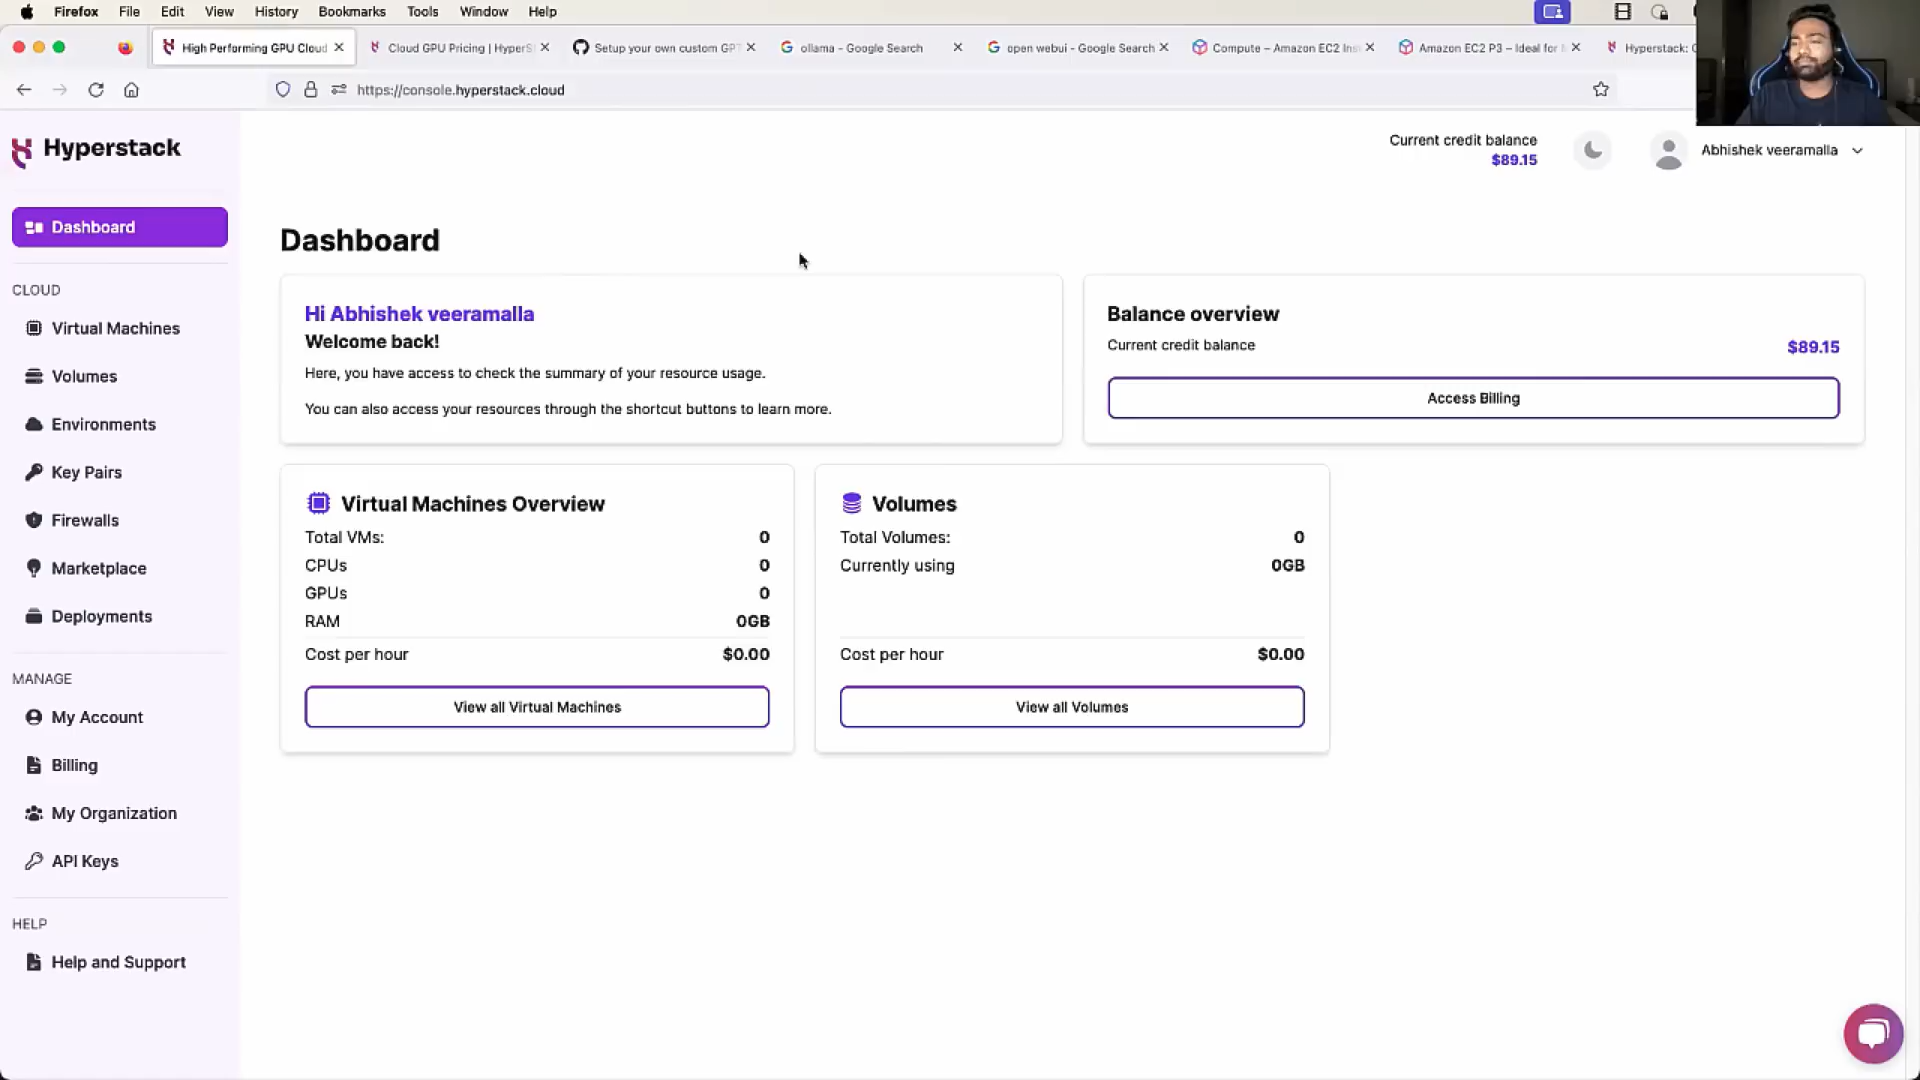 Firefox File Edit View History Bookmarks Tools Window Help
High Performing GPU Cloud
Cloud GPU Pricing | HyperS
Setup your own custom GPT
ollama - Google Search
open webui - Google Search
Compute – Amazon EC2 Ins
Amazon EC2 P3 – Ideal for
Hyperstack:
https://console.hyperstack.cloud
Hyperstack
Current credit balance
$89.15
Abhishek veeramalla
Dashboard
CLOUD
Virtual Machines
Volumes
Environments
Key Pairs
Firewalls
Marketplace
Deployments
MANAGE
My Account
Billing
My Organization
API Keys
HELP
Help and Support
Dashboard
Hi Abhishek veeramalla
Welcome back!
Here, you have access to check the summary of your resource usage.
You can also access your resources through the shortcut buttons to learn more.
Balance overview
Current credit balance $89.15
Access Billing
Virtual Machines Overview
Total VMs: 0
CPUs 0
GPUs 0
RAM 0GB
Cost per hour $0.00
View all Virtual Machines
Volumes
Total Volumes: 0
Currently using 0GB
Cost per hour $0.00
View all Volumes